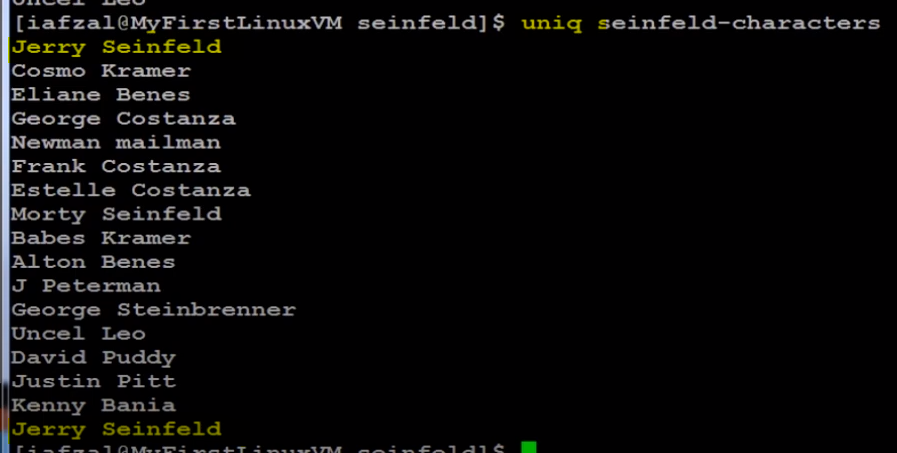 Uncel Leo
[iafzal@MyFirstLinuxVM seinfeld]$ uniq seinfeld-characters
Jerry Seinfeld
Cosmo Kramer
Eliane Benes
George Costanza
Newman mailman
Frank Costanza
Estelle Costanza
Morty Seinfeld
Babes Kramer
Alton Benes
J Peterman
George Steinbrenner
Uncel Leo
David Puddy
Justin Pitt
Kenny Bania
Jerry Seinfeld
[iafzal@MyFirstLinuxVM seinfeld]$